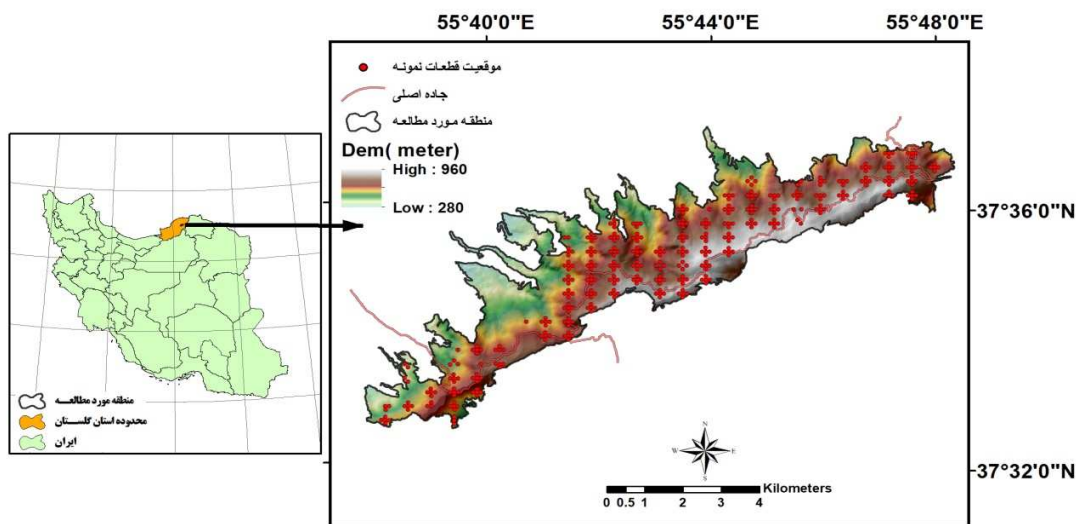 55°40'0"E 55°44'0"E 55°48'0"E
موقعیت قطعات نمونه
جاده اصلی
منطقه مورد مطالعه
Dem( meter)
High : 960
Low : 280
37°36'0"N
منطقه مورد مطالعه
محدوده استان گلستان
ایران
N
W E
S
37°32'0"N
Kilometers
0 0.5 1 2 3 4